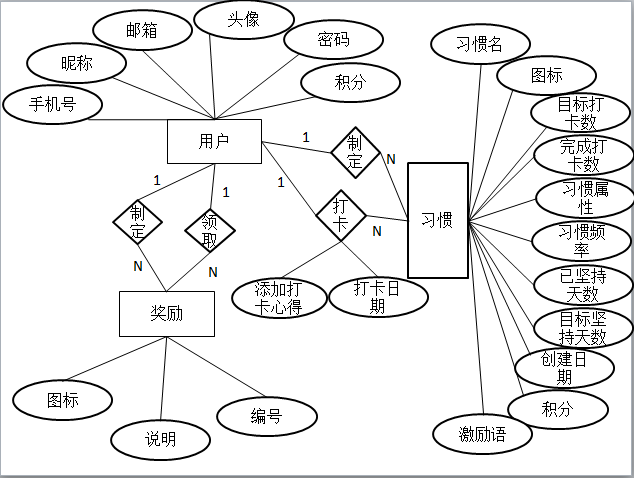 头像
邮箱
密码
昵称
积分
手机号
用户
1
制
定
N
1
打
卡
N
习惯
习惯名
图标
目标打
卡数
完成打
卡数
习惯属
性
习惯频
率
已坚持
天数
目标坚
持天数
创建日
期
积分
激励语
添加打
卡心得
打卡日
期
1
制
定
N
1
领
取
N
奖励
图标
说明
编号